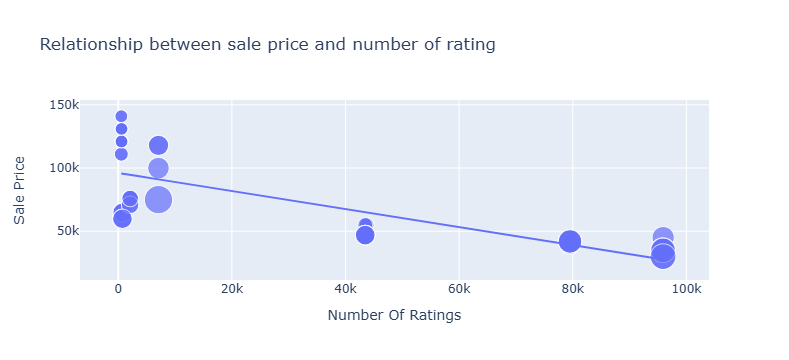 Relationship between sale price and number of rating
150k
100k
50k
Sale Price
0 20k 40k 60k 80k 100k
Number Of Ratings